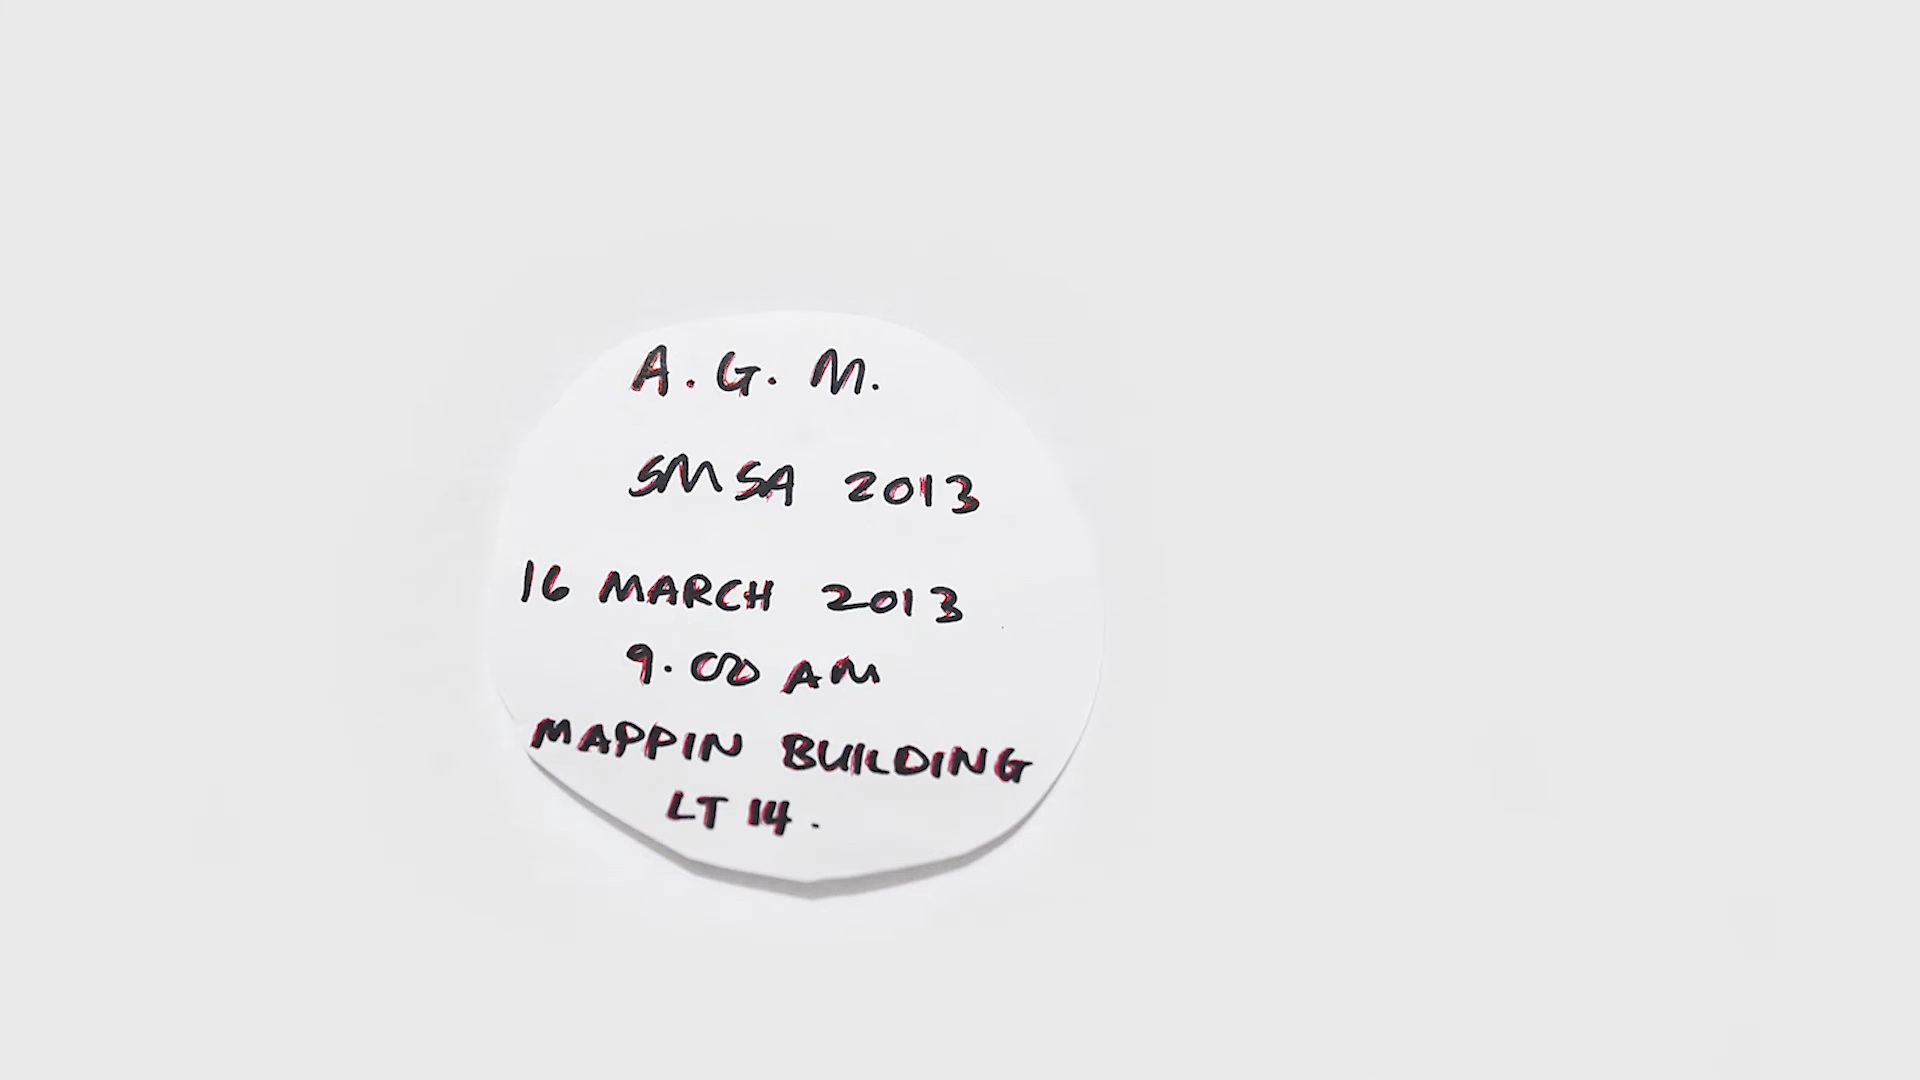 A.G.M.
SMSA 2013
16 MARCH 2013
9.00 AM
MAPPIN BUILDING
LT 14.